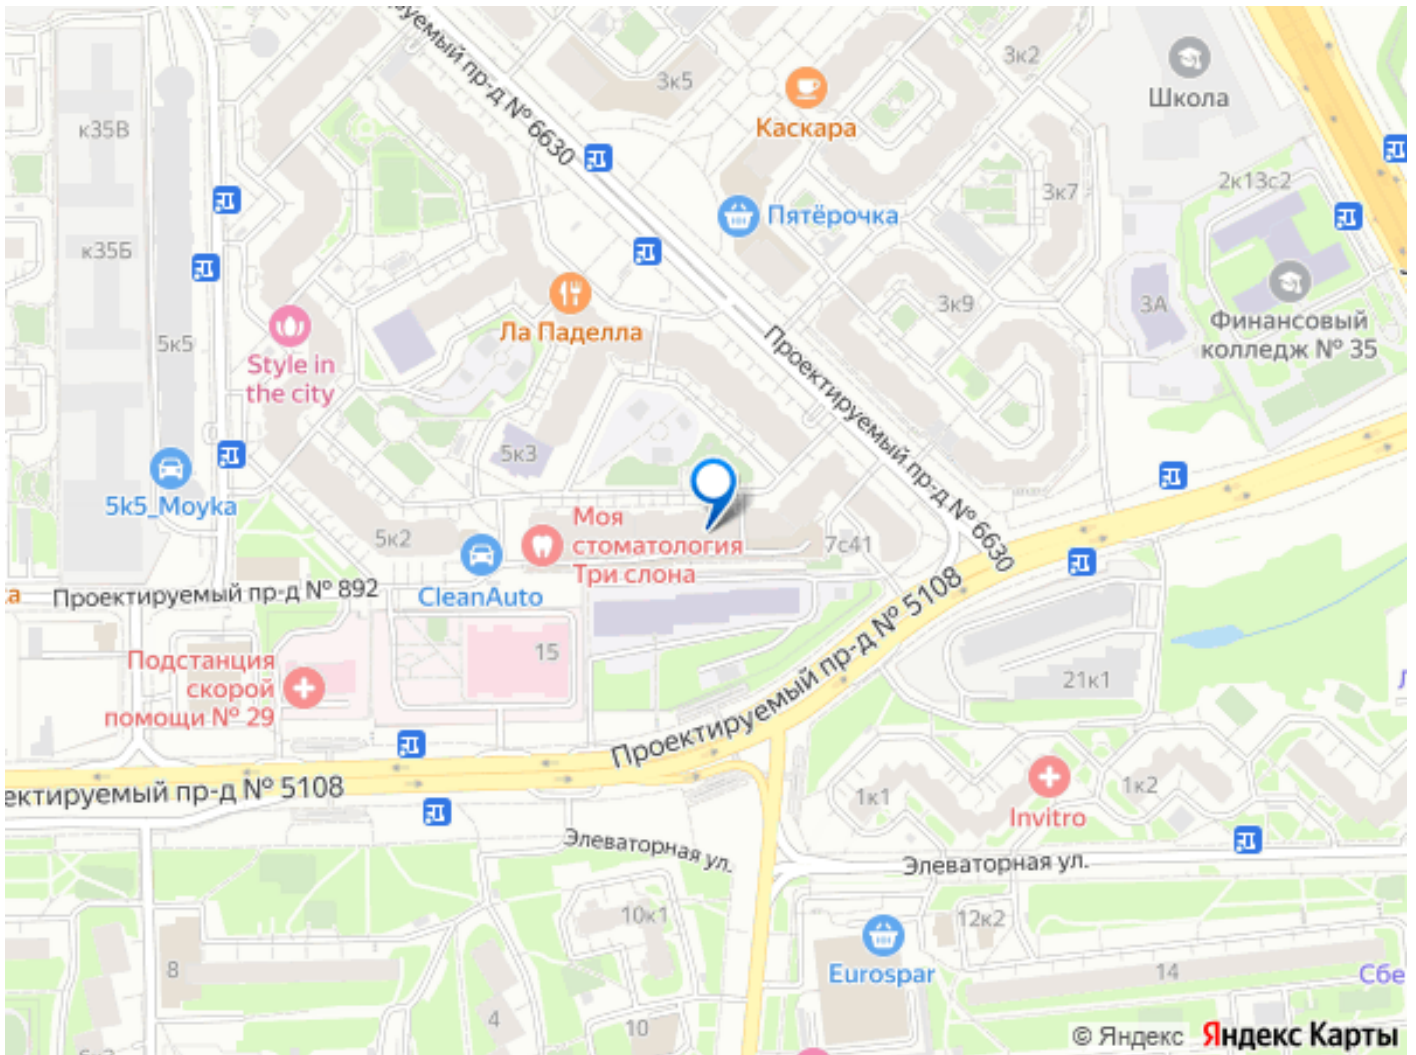 уемый пр-д № 6630
3к5
3к2
Школа
к35В
Каскара
2к13с2
3к7
Пятёрочка
к35Б
3А
3к9
Финансовый
колледж № 35
Ла Паделла
5к5
Style in
the city
Проектируемый пр-д № 6630
5к3
5k5_Moyka
Моя
стоматология
Три слона
5к2
7с41
CleanAuto
Проектируемый пр-д № 892
а
15
Подстанция
скорой
помощи № 29
21к1
Проектируемый пр-д № 5108
ектируемый пр-д № 5108
1к1
1к2
Invitro
Элеваторная ул.
Элеваторная ул.
10к1
12к2
Eurospar
8
14
Сбе
4
10
© Яндекс Яндекс Карты